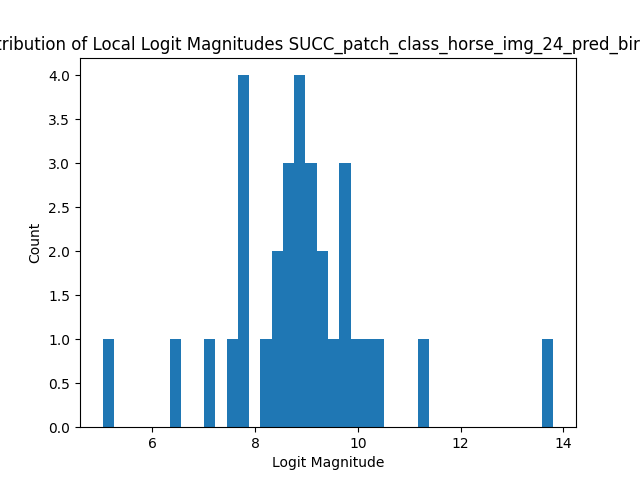 tribution of Local Logit Magnitudes SUCC_patch_class_horse_img_24_pred_bir
4.0
3.5
3.0
2.5
2.0
1.5
1.0
0.5
0.0
Count
6 8 10 12 14
Logit Magnitude